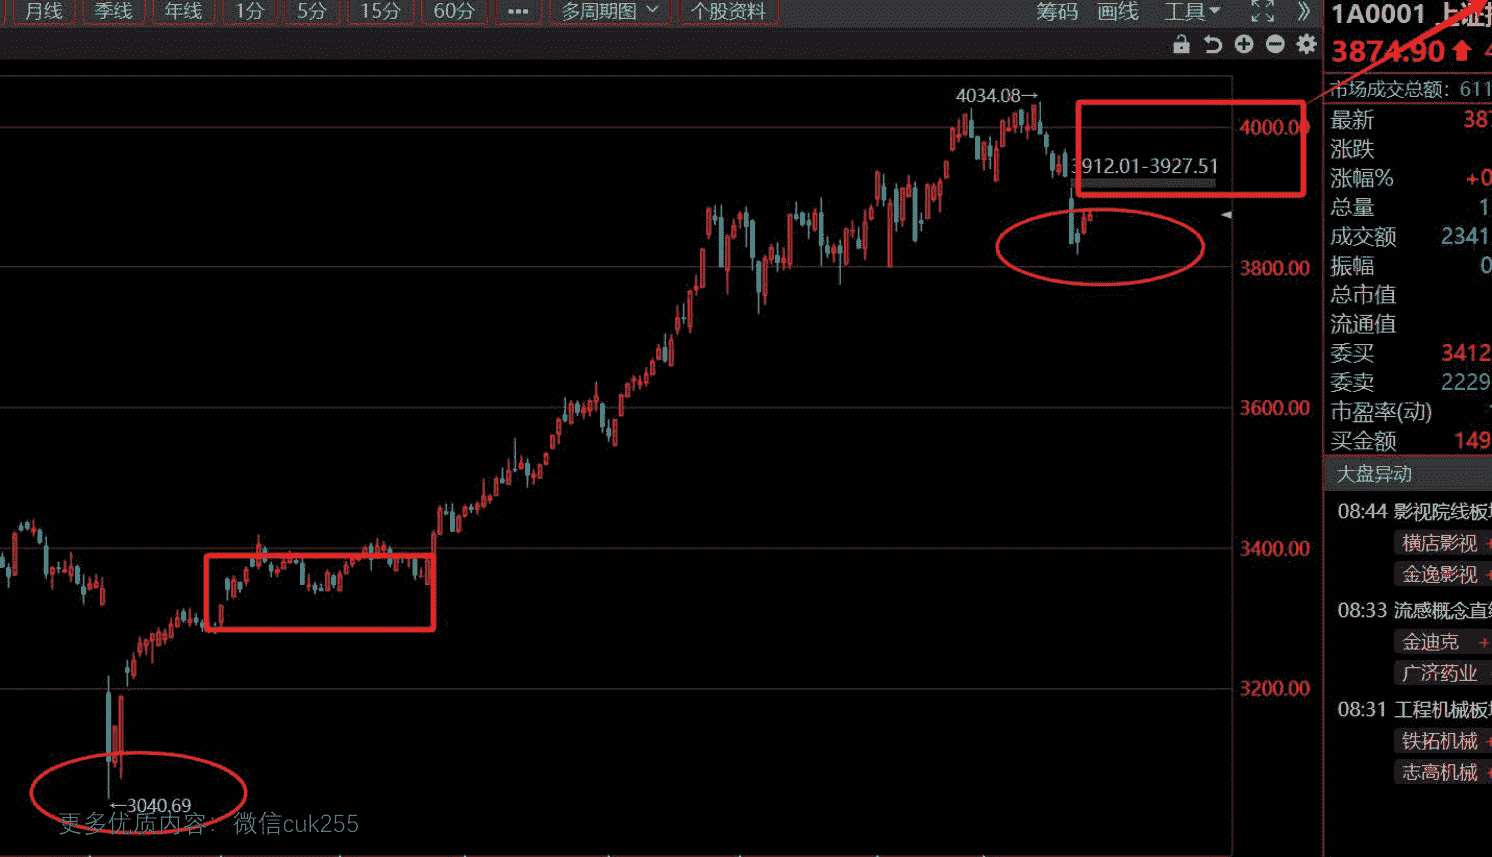 月线 季线 年线 1分 5分 15分 60分 ••• 多周期图 个股资料 筹码 画线 工具
1A0001 上证
3874.90
市场成交总额: 611
最新 387
涨跌
涨幅% +0
总量 1
成交额 2341
振幅 0
总市值
流通值
委买 3412
委卖 2229
市盈率(动)
买金额 149
大盘异动
08:44 影视院线板
横店影视 +
金逸影视 +
08:33 流感概念直
金迪克 +
广济药业
08:31 工程机械板
铁拓机械 +
志高机械 +
4034.08→
4000.00
3912.01-3927.51
3800.00
3600.00
3400.00
3200.00
←3040.69
更多优质内容：微信cuk255